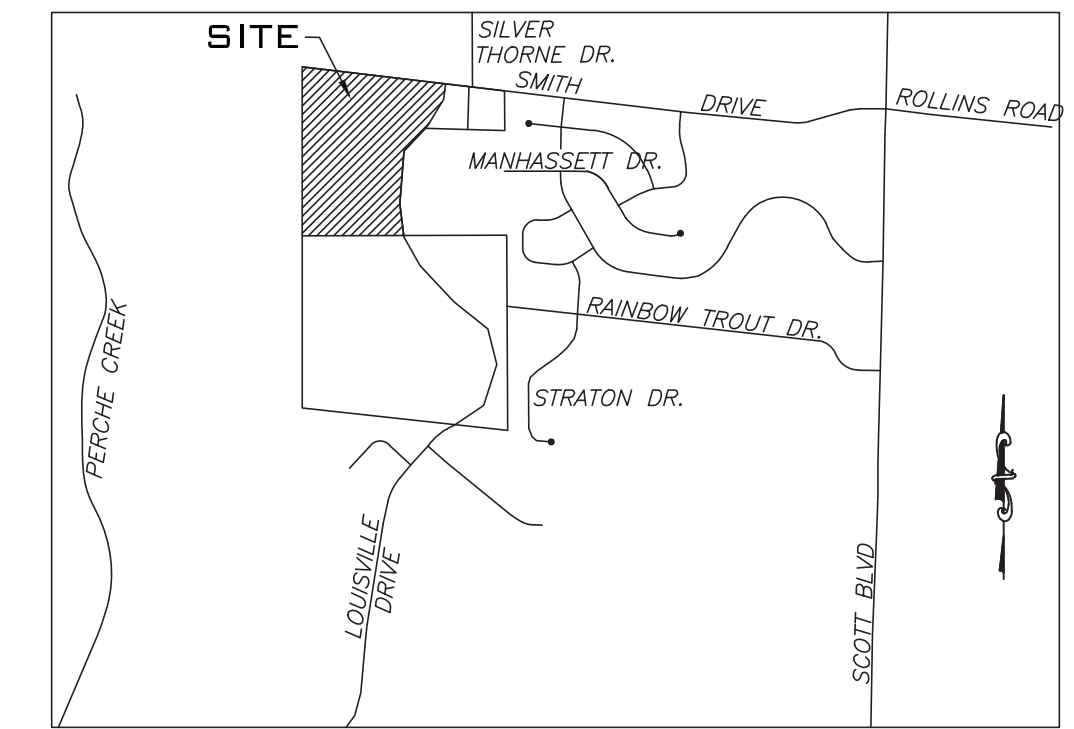 SITE
SILVER
THORNE DR.
SMITH
DRIVE
ROLLINS ROAD
MANHASSETT DR.
PERCHE CREEK
RAINBOW TROUT DR.
STRATON DR.
LOUISVILLE
DRIVE
SCOTT BLVD